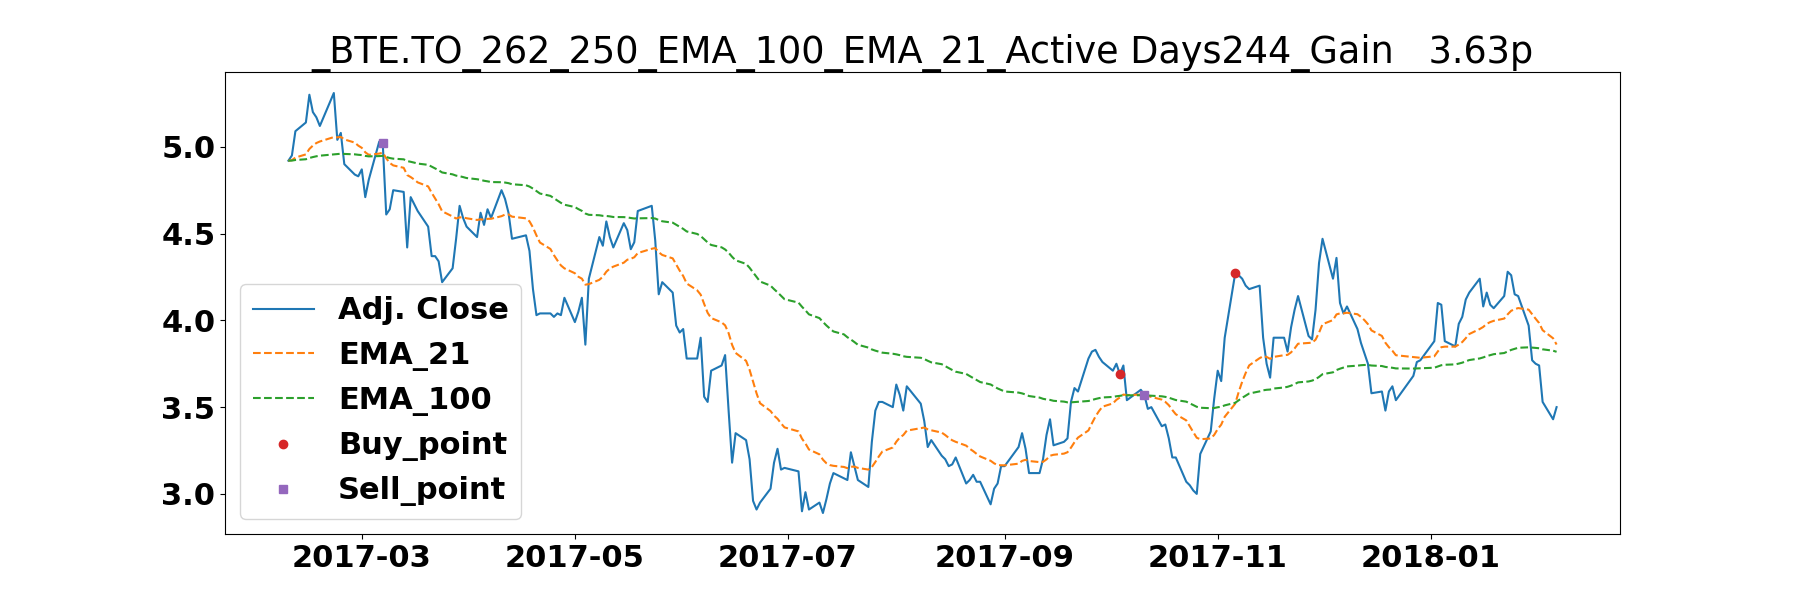 _BTE.TO_262_250_EMA_100_EMA_21_Active Days244_Gain   3.63p
5.0
4.5
4.0
3.5
3.0
Adj. Close
EMA_21
EMA_100
Buy_point
Sell_point
2017-03
2017-05
2017-07
2017-09
2017-11
2018-01